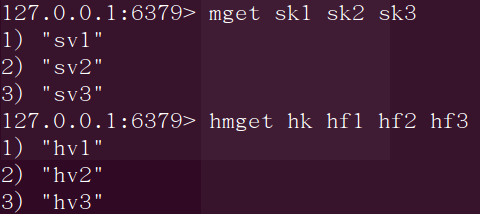 127.0.0.1:6379> mget sk1 sk2 sk3
1) "sv1"
2) "sv2"
3) "sv3"
127.0.0.1:6379> hmget hk hf1 hf2 hf3
1) "hv1"
2) "hv2"
3) "hv3"